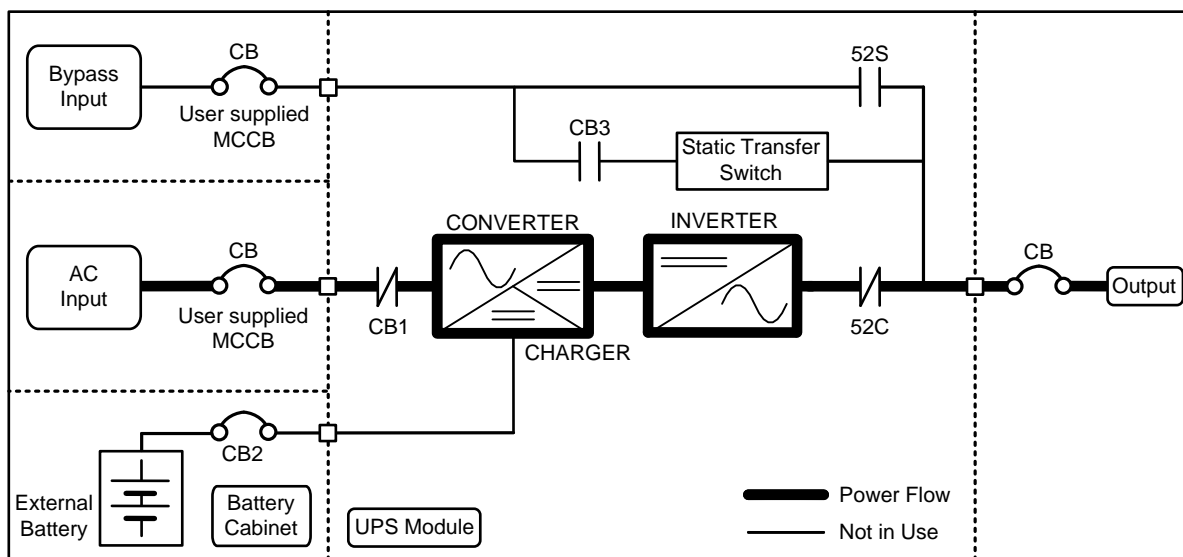 Bypass
Input
CB
User supplied
MCCB
52S
CB3
Static Transfer
Switch
AC
Input
CB
User supplied
MCCB
CB1
CONVERTER
CHARGER
INVERTER
52C
CB
Output
CB2
External
Battery
Battery
Cabinet
UPS Module
Power Flow
Not in Use